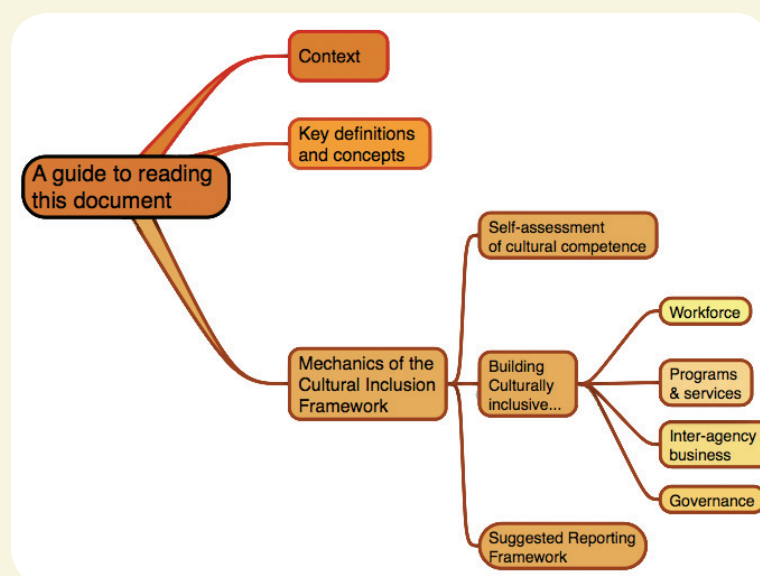 Context
Key definitions
and concepts
A guide to reading
this document
Self-assessment
of cultural competence
Mechanics of the
Cultural Inclusion
Framework
Building
Culturally
inclusive...
Workforce
Programs
& services
Inter-agency
business
Governance
Suggested Reporting
Framework